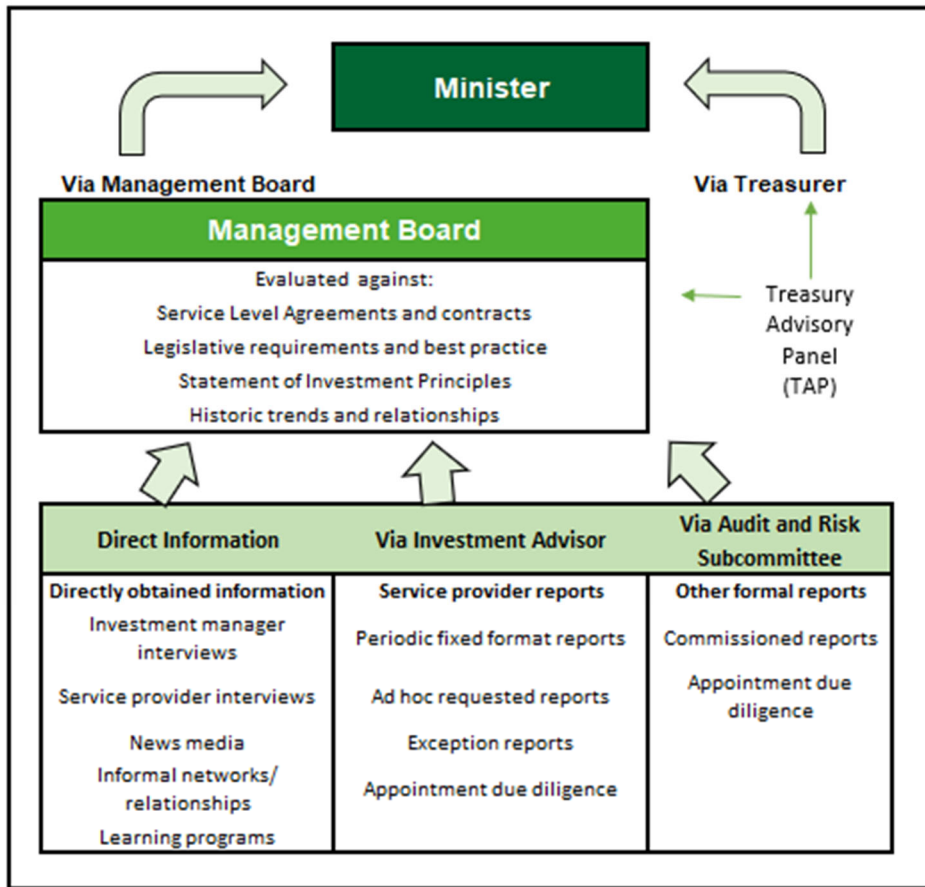 Minister
Via Management Board
Via Treasurer
Management Board
Evaluated against:
Service Level Agreements and contracts
Legislative requirements and best practice
Statement of Investment Principles
Historic trends and relationships
Treasury
Advisory
Panel
(TAP)
Direct Information
Via Investment Advisor
Via Audit and Risk
Subcommittee
Directly obtained information
Investment manager
interviews
Service provider interviews
News media
Informal networks/
relationships
Learning programs
Service provider reports
Periodic fixed format reports
Ad hoc requested reports
Exception reports
Appointment due diligence
Other formal reports
Commissioned reports
Appointment due
diligence